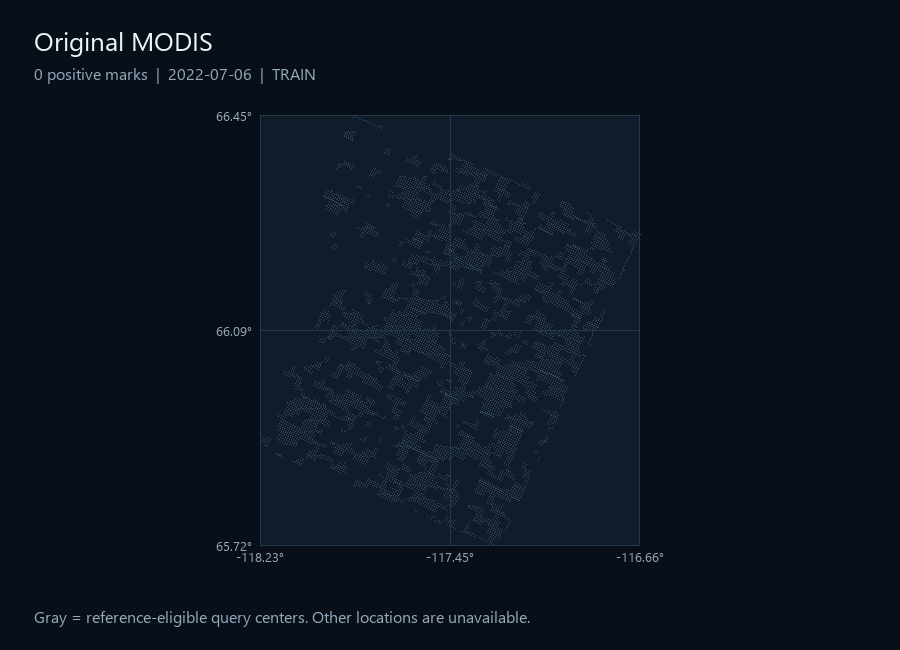 Original MODIS
0 positive marks | 2022-07-06 | TRAIN
66.45°
66.09°
65.72°
-118.23° -117.45° -116.66°
Gray = reference-eligible query centers. Other locations are unavailable.